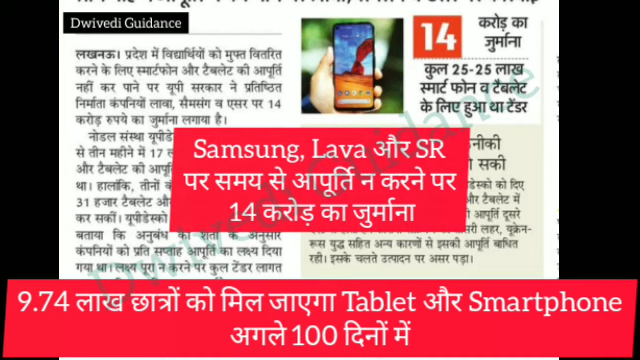 Dwivedi Guidance
लखनऊ। प्रदेश में विद्यार्थियों को मुफ्त वितरित
करने के लिए स्मार्टफोन और टैबलेट की आपूर्ति
नहीं कर पाने पर यूपी सरकार ने प्रतिष्ठित
निर्माता कंपनियों लावा, सैमसंग व एसर पर 14
करोड़ रुपये का जुर्माना लगाया है।
नोडल संस्था यूपीडे
से तीन महीने में 17 ल
और टैबलेट की आपूर्ति
था। हालांकि, तीनों क
31 हजार टैबलेट औ
कर सकीं। यूपीडेस्को
बताया कि अनुबंध की शर्तों के अनुसार
कंपनियों को प्रति सप्ताह आपूर्ति का लक्ष्य दिया
गया था। लक्ष्य पूरा न करने पर कुल टेंडर लागत
14 करोड़ का
जुर्माना
कुल 25-25 लाख
स्मार्ट फोन व टैबलेट
के लिए हुआ था टेंडर
नीकी
हो सकी
डेस्को को दिए
और टैबलेट में
की आपूर्ति दूसरे
सरी लहर, यूक्रेन-
रूस युद्ध सहित अन्य कारणों से इसकी आपूर्ति बाधित
रही। इसके चलते उत्पादन पर असर पड़ा।
Samsung, Lava और SR
पर समय से आपूर्ति न करने पर
14 करोड़ का जुर्माना
9.74 लाख छात्रों को मिल जाएगा Tablet और Smartphone
अगले 100 दिनों में